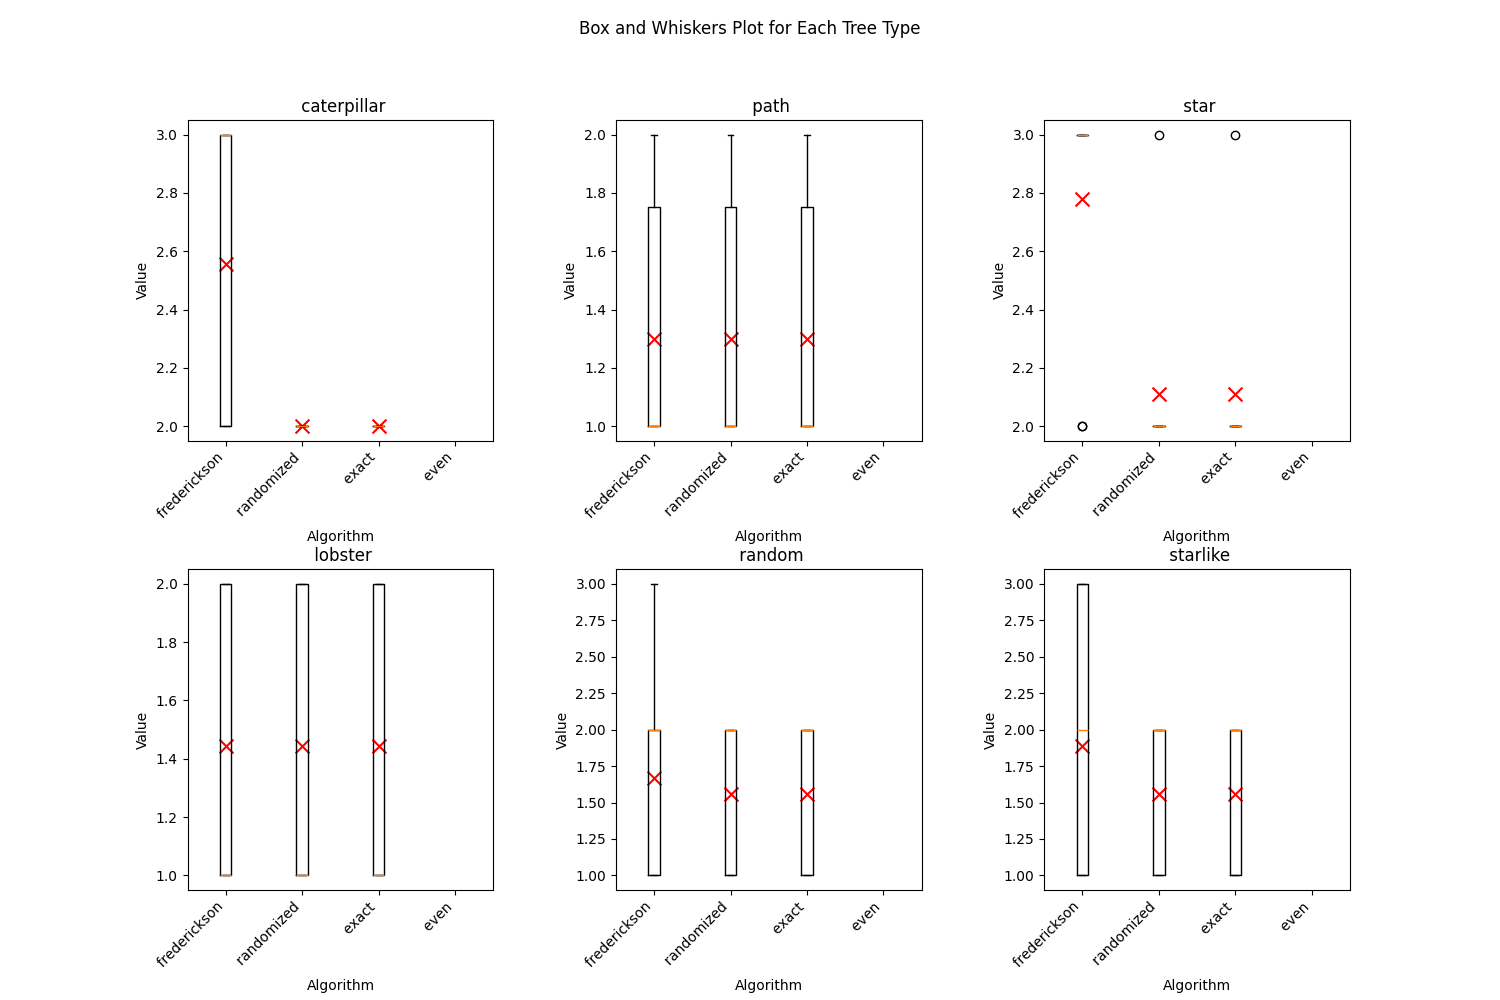 Box and Whiskers Plot for Each Tree Type
caterpillar
3.0
2.8
2.6
2.4
2.2
2.0
Value
frederickson
randomized
exact
even
Algorithm
path
2.0
1.8
1.6
1.4
1.2
1.0
Value
frederickson
randomized
exact
even
Algorithm
star
3.0
2.8
2.6
2.4
2.2
2.0
Value
frederickson
randomized
exact
even
Algorithm
lobster
2.0
1.8
1.6
1.4
1.2
1.0
Value
frederickson
randomized
exact
even
Algorithm
random
3.00
2.75
2.50
2.25
2.00
1.75
1.50
1.25
1.00
Value
frederickson
randomized
exact
even
Algorithm
starlike
3.00
2.75
2.50
2.25
2.00
1.75
1.50
1.25
1.00
Value
frederickson
randomized
exact
even
Algorithm